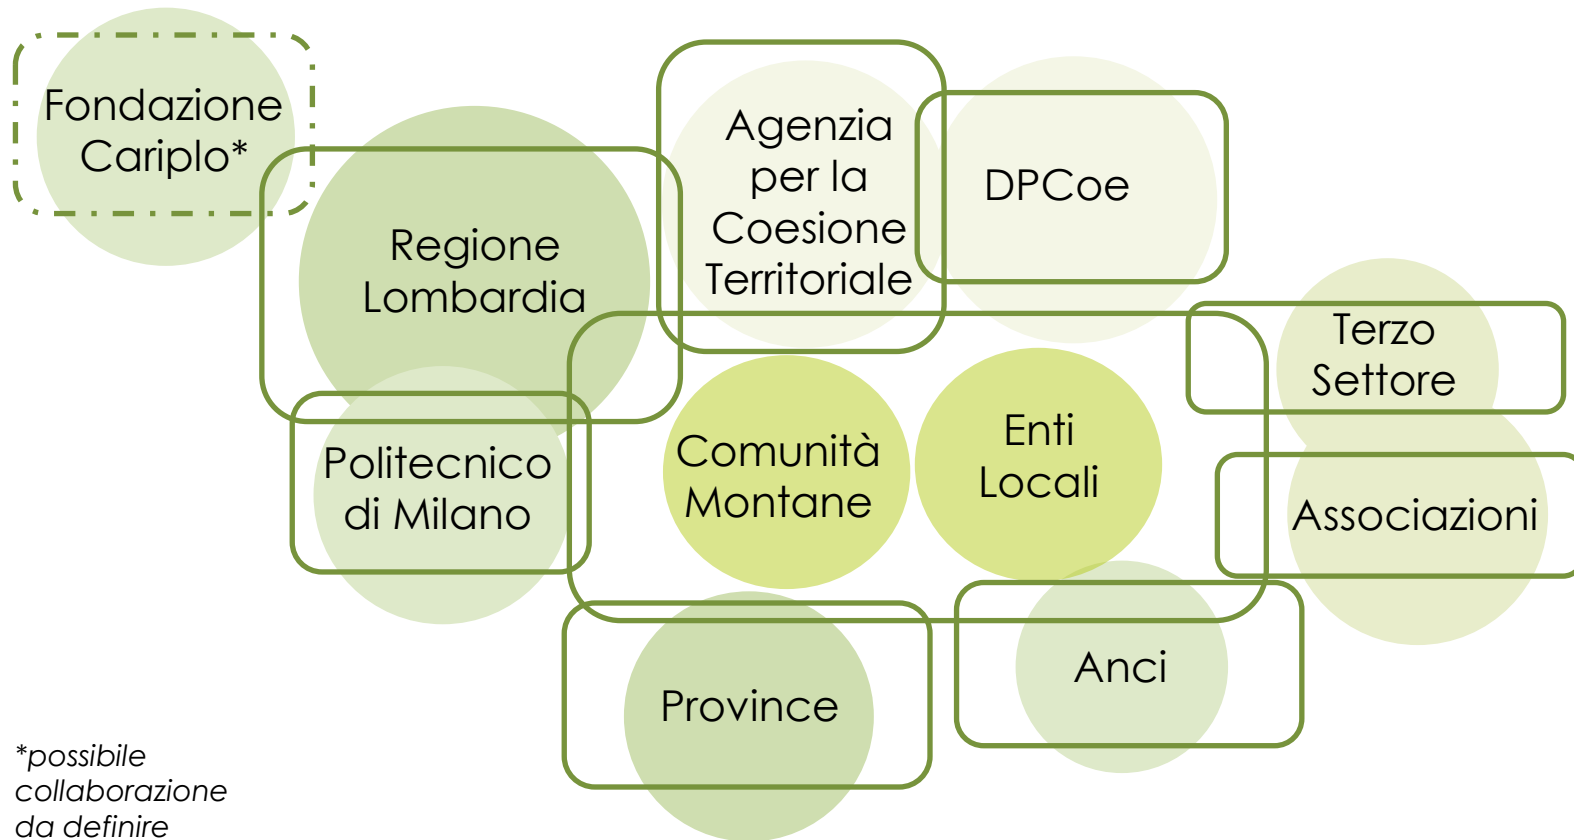 Fondazione
Cariplo*
Regione
Lombardia
Agenzia
per la
Coesione
Territoriale
DPCoe
Terzo
Settore
Politecnico
di Milano
Comunità
Montane
Enti
Locali
Associazioni
Province
Anci
*possibile
collaborazione
da definire